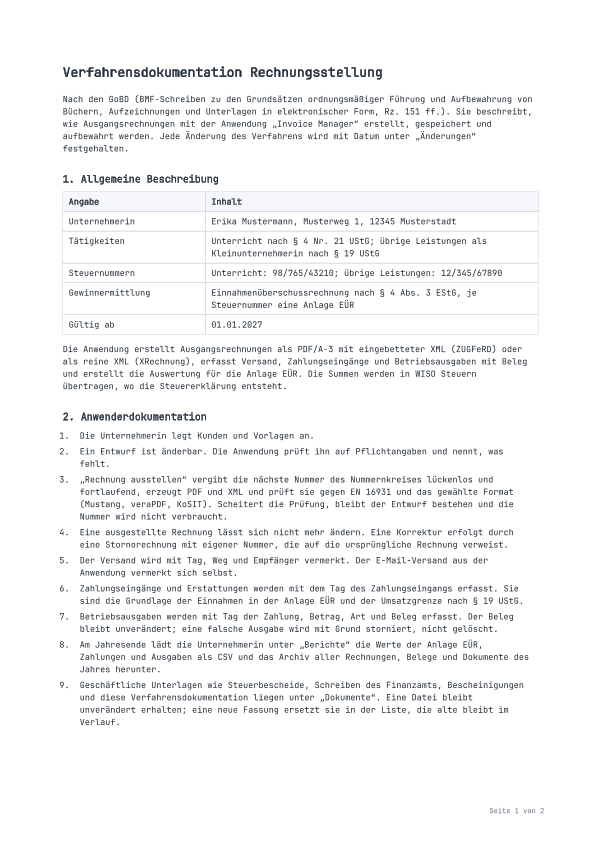 Verfahrensdokumentation Rechnungsstellung
Nach den GoBD (BMF-Schreiben zu den Grundsätzen ordnungsmäßiger Führung und Aufbewahrung von
Büchern, Aufzeichnungen und Unterlagen in elektronischer Form, Rz. 151 ff.). Sie beschreibt,
wie Ausgangsrechnungen mit der Anwendung „Invoice Manager“ erstellt, gespeichert und
aufbewahrt werden. Jede Änderung des Verfahrens wird mit Datum unter „Änderungen“
festgehalten.
1. Allgemeine Beschreibung
Angabe Inhalt
Unternehmerin Erika Mustermann, Musterweg 1, 12345 Musterstadt
Tätigkeiten Unterricht nach § 4 Nr. 21 UStG; übrige Leistungen als
Kleinunternehmerin nach § 19 UStG
Steuernummern Unterricht: 98/765/43210; übrige Leistungen: 12/345/67890
Gewinnermittlung Einnahmenüberschussrechnung nach § 4 Abs. 3 EStG, je
Steuernummer eine Anlage EÜR
Gültig ab 01.01.2027
Die Anwendung erstellt Ausgangsrechnungen als PDF/A-3 mit eingebetteter XML (ZUGFeRD) oder
als reine XML (XRechnung), erfasst Versand, Zahlungseingänge und Betriebsausgaben mit Beleg
und erstellt die Auswertung für die Anlage EÜR. Die Summen werden in WISO Steuern
übertragen, wo die Steuererklärung entsteht.
2. Anwenderdokumentation
1. Die Unternehmerin legt Kunden und Vorlagen an.
2. Ein Entwurf ist änderbar. Die Anwendung prüft ihn auf Pflichtangaben und nennt, was
fehlt.
3. „Rechnung ausstellen“ vergibt die nächste Nummer des Nummernkreises lückenlos und
fortlaufend, erzeugt PDF und XML und prüft sie gegen EN 16931 und das gewählte Format
(Mustang, veraPDF, KoSIT). Scheitert die Prüfung, bleibt der Entwurf bestehen und die
Nummer wird nicht verbraucht.
4. Eine ausgestellte Rechnung lässt sich nicht mehr ändern. Eine Korrektur erfolgt durch
eine Stornorechnung mit eigener Nummer, die auf die ursprüngliche Rechnung verweist.
5. Der Versand wird mit Tag, Weg und Empfänger vermerkt. Der E-Mail-Versand aus der
Anwendung vermerkt sich selbst.
6. Zahlungseingänge und Erstattungen werden mit dem Tag des Zahlungseingangs erfasst. Sie
sind die Grundlage der Einnahmen in der Anlage EÜR und der Umsatzgrenze nach § 19 UStG.
7. Betriebsausgaben werden mit Tag der Zahlung, Betrag, Art und Beleg erfasst. Der Beleg
bleibt unverändert; eine falsche Ausgabe wird mit Grund storniert, nicht gelöscht.
8. Am Jahresende lädt die Unternehmerin unter „Berichte“ die Werte der Anlage EÜR,
Zahlungen und Ausgaben als CSV und das Archiv aller Rechnungen, Belege und Dokumente des
Jahres herunter.
9. Geschäftliche Unterlagen wie Steuerbescheide, Schreiben des Finanzamts, Bescheinigungen
und diese Verfahrensdokumentation liegen unter „Dokumente“. Eine Datei bleibt
unverändert erhalten; eine neue Fassung ersetzt sie in der Liste, die alte bleibt im
Verlauf.
Seite 1 von 2